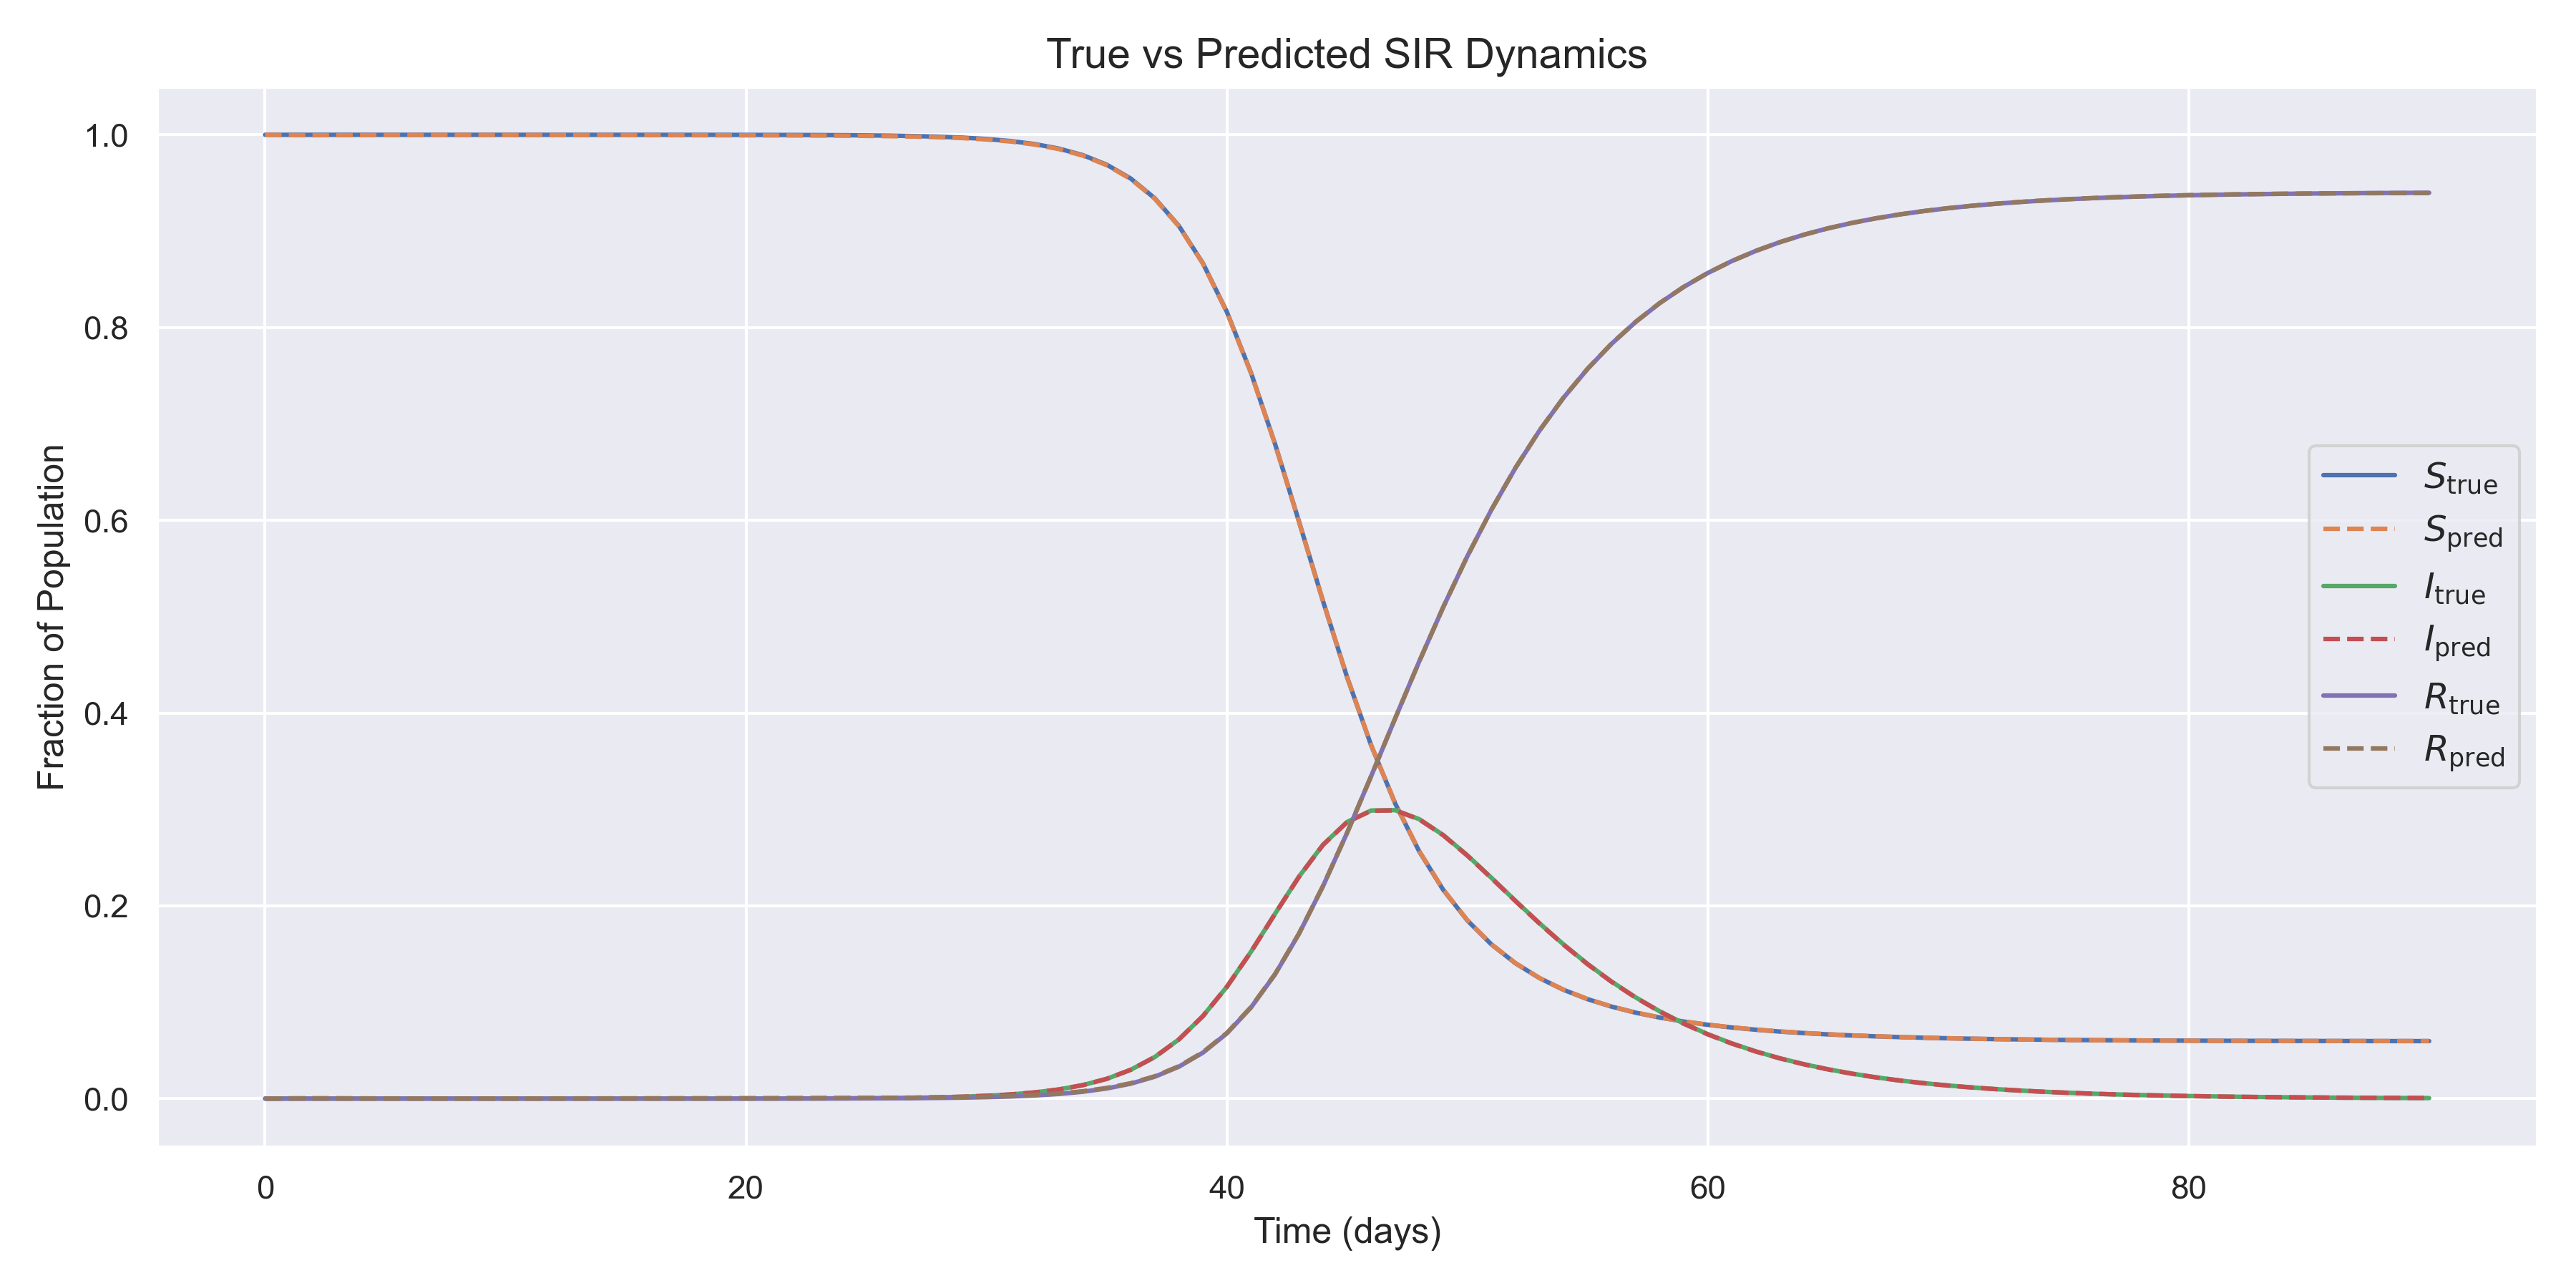 True vs Predicted SIR Dynamics
Fraction of Population
1.0
0.8
0.6
0.4
0.2
0.0
0 20 40 60 80
Time (days)
S_true
S_pred
I_true
I_pred
R_true
R_pred